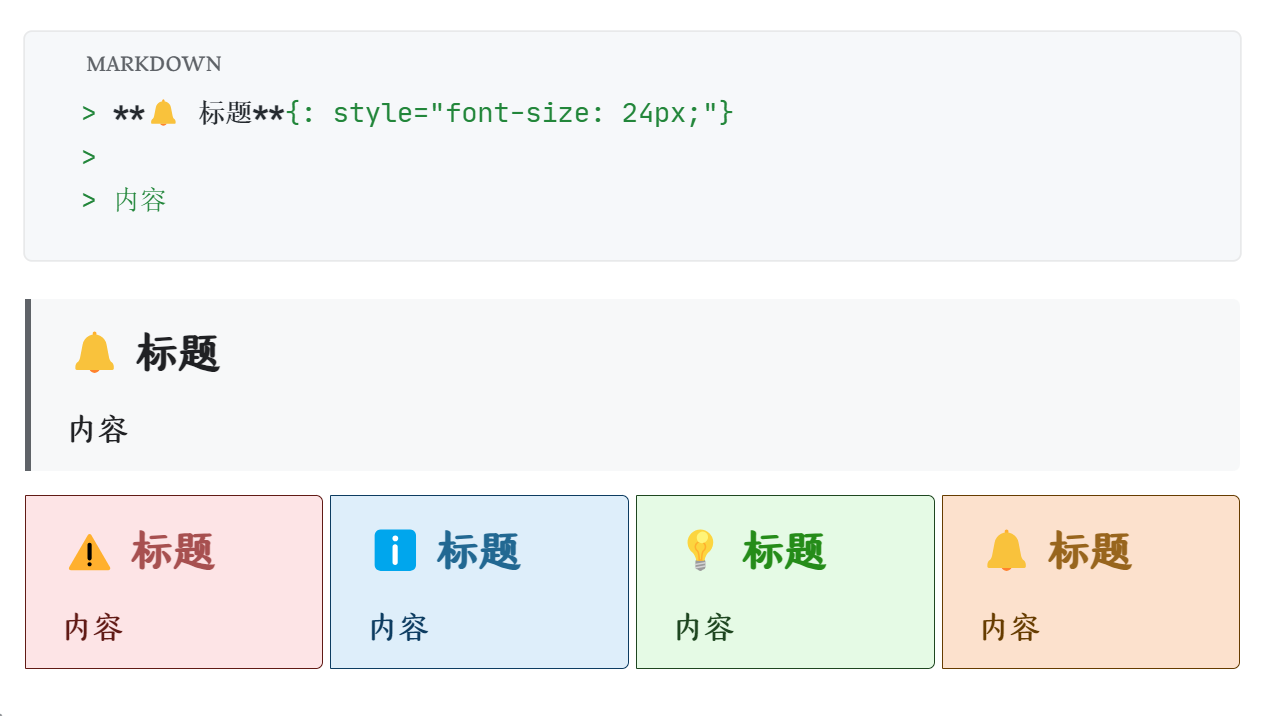 MARKDOWN
> **🔔 标题**{: style="font-size: 24px;"}
>
> 内容
🔔 标题
内容
⚠️ 标题
内容
ℹ️ 标题
内容
💡 标题
内容
🔔 标题
内容